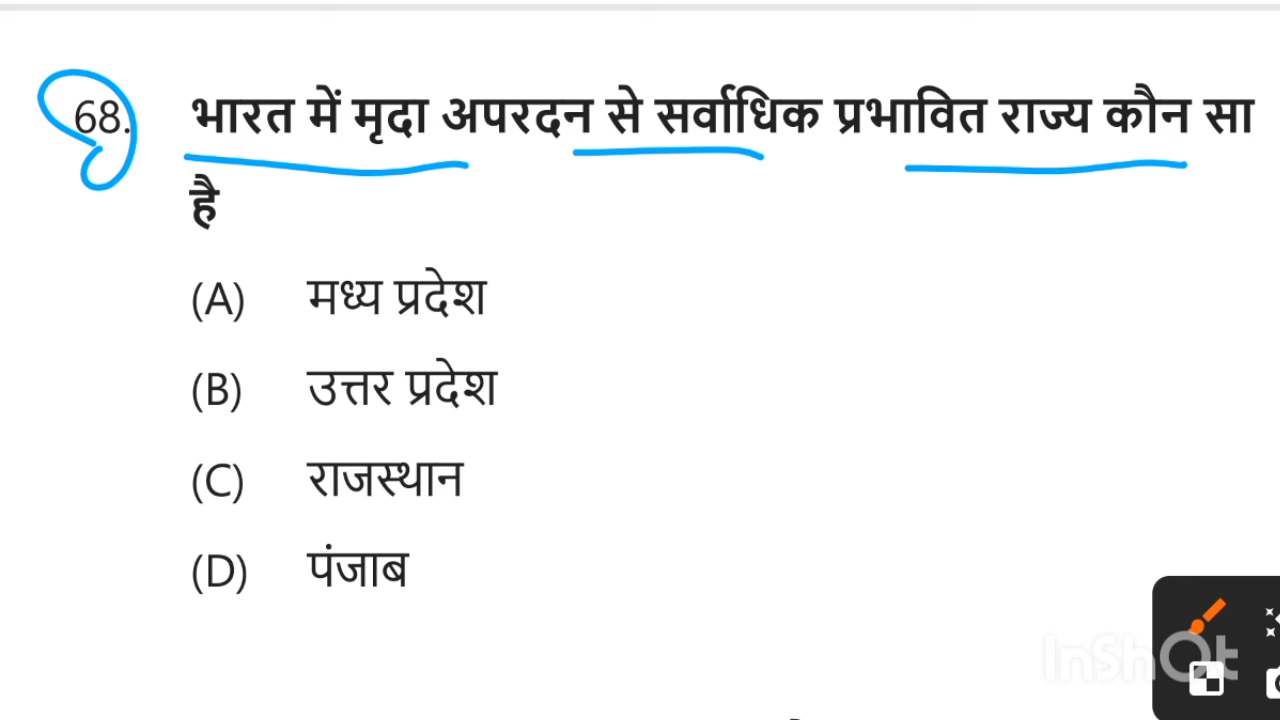 68. भारत में मृदा अपरदन से सर्वाधिक प्रभावित राज्य कौन सा
है
(A) मध्य प्रदेश
(B) उत्तर प्रदेश
(C) राजस्थान
(D) पंजाब
InShOt